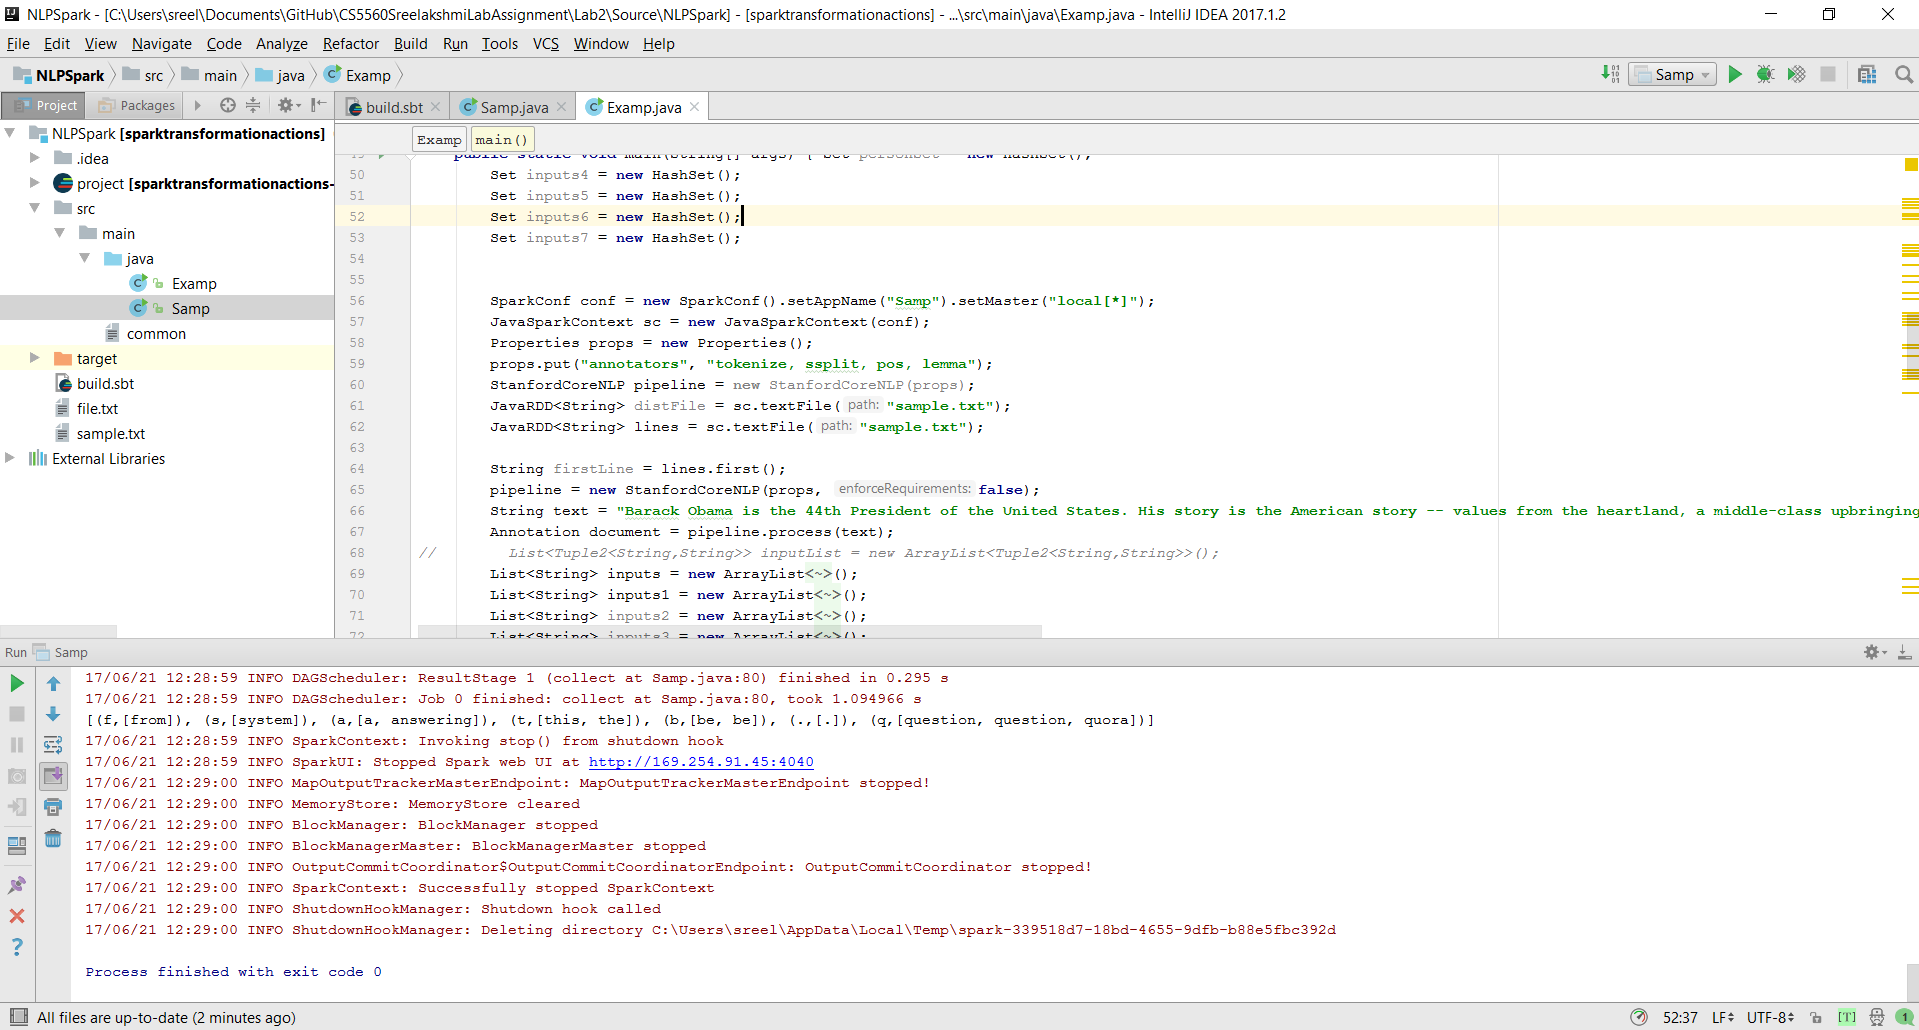 NLPSpark - [C:\Users\sreel\Documents\GitHub\CS5560SreelakshmiLabAssignment\Lab2\Source\NLPSpark] - [sparktransformationactions] - ...\src\main\java\Examp.java - IntelliJ IDEA 2017.1.2
File Edit View Navigate Code Analyze Refactor Build Run Tools VCS Window Help
NLPSpark src main java Examp Samp
Project Packages build.sbt Samp.java Examp.java
Examp main()
NLPSpark [sparktransformationactions]
.idea
project [sparktransformationactions-
src
main
java
Examp
Samp
common
target
build.sbt
file.txt
sample.txt
External Libraries
49 public static void main(String[] args) { Set personSet = new HashSet();
50 Set inputs4 = new HashSet();
51 Set inputs5 = new HashSet();
52 Set inputs6 = new HashSet();
53 Set inputs7 = new HashSet();
54
55
56 SparkConf conf = new SparkConf().setAppName("Samp").setMaster("local[*]");
57 JavaSparkContext sc = new JavaSparkContext(conf);
58 Properties props = new Properties();
59 props.put("annotators", "tokenize, ssplit, pos, lemma");
60 StanfordCoreNLP pipeline = new StanfordCoreNLP(props);
61 JavaRDD<String> distFile = sc.textFile( path: "sample.txt");
62 JavaRDD<String> lines = sc.textFile( path: "sample.txt");
63
64 String firstLine = lines.first();
65 pipeline = new StanfordCoreNLP(props, enforceRequirements: false);
66 String text = "Barack Obama is the 44th President of the United States. His story is the American story -- values from the heartland, a middle-class upbringing
67 Annotation document = pipeline.process(text);
68 // List<Tuple2<String,String>> inputList = new ArrayList<Tuple2<String,String>>();
69 List<String> inputs = new ArrayList<~>();
70 List<String> inputs1 = new ArrayList<~>();
71 List<String> inputs2 = new ArrayList<~>();
72 List<String> inputs3 = new ArrayList<~>();
Run Samp
17/06/21 12:28:59 INFO DAGScheduler: ResultStage 1 (collect at Samp.java:80) finished in 0.295 s
17/06/21 12:28:59 INFO DAGScheduler: Job 0 finished: collect at Samp.java:80, took 1.094966 s
[(f,[from]), (s,[system]), (a,[a, answering]), (t,[this, the]), (b,[be, be]), (.,[.]), (q,[question, question, quora])]
17/06/21 12:28:59 INFO SparkContext: Invoking stop() from shutdown hook
17/06/21 12:28:59 INFO SparkUI: Stopped Spark web UI at http://169.254.91.45:4040
17/06/21 12:29:00 INFO MapOutputTrackerMasterEndpoint: MapOutputTrackerMasterEndpoint stopped!
17/06/21 12:29:00 INFO MemoryStore: MemoryStore cleared
17/06/21 12:29:00 INFO BlockManager: BlockManager stopped
17/06/21 12:29:00 INFO BlockManagerMaster: BlockManagerMaster stopped
17/06/21 12:29:00 INFO OutputCommitCoordinator$OutputCommitCoordinatorEndpoint: OutputCommitCoordinator stopped!
17/06/21 12:29:00 INFO SparkContext: Successfully stopped SparkContext
17/06/21 12:29:00 INFO ShutdownHookManager: Shutdown hook called
17/06/21 12:29:00 INFO ShutdownHookManager: Deleting directory C:\Users\sreel\AppData\Local\Temp\spark-339518d7-18bd-4655-9dfb-b88e5fbc392d
Process finished with exit code 0
All files are up-to-date (2 minutes ago) 52:37 LF UTF-8 [T] 1